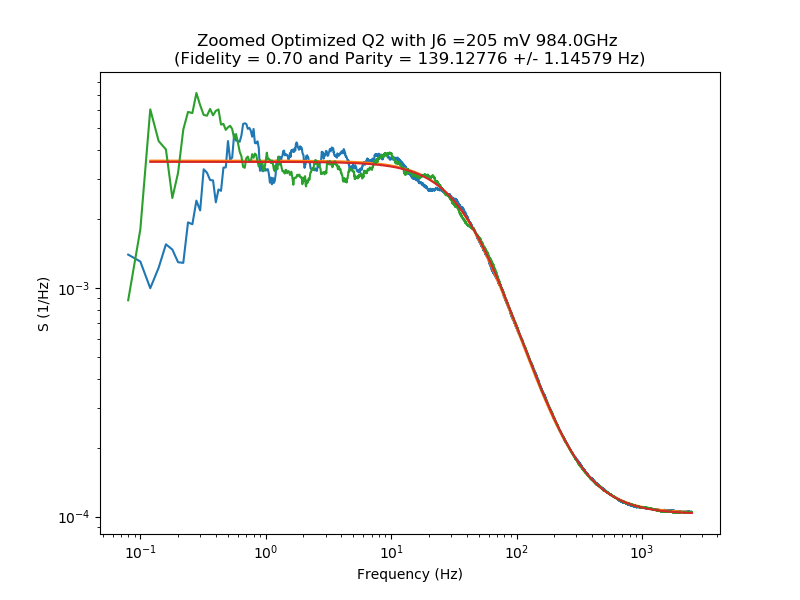 Zoomed Optimized Q2 with J6 =205 mV 984.0GHz
(Fidelity = 0.70 and Parity = 139.12776 +/- 1.14579 Hz)
S (1/Hz)
10⁻³
10⁻⁴
10⁻¹ 10⁰ 10¹ 10² 10³
Frequency (Hz)